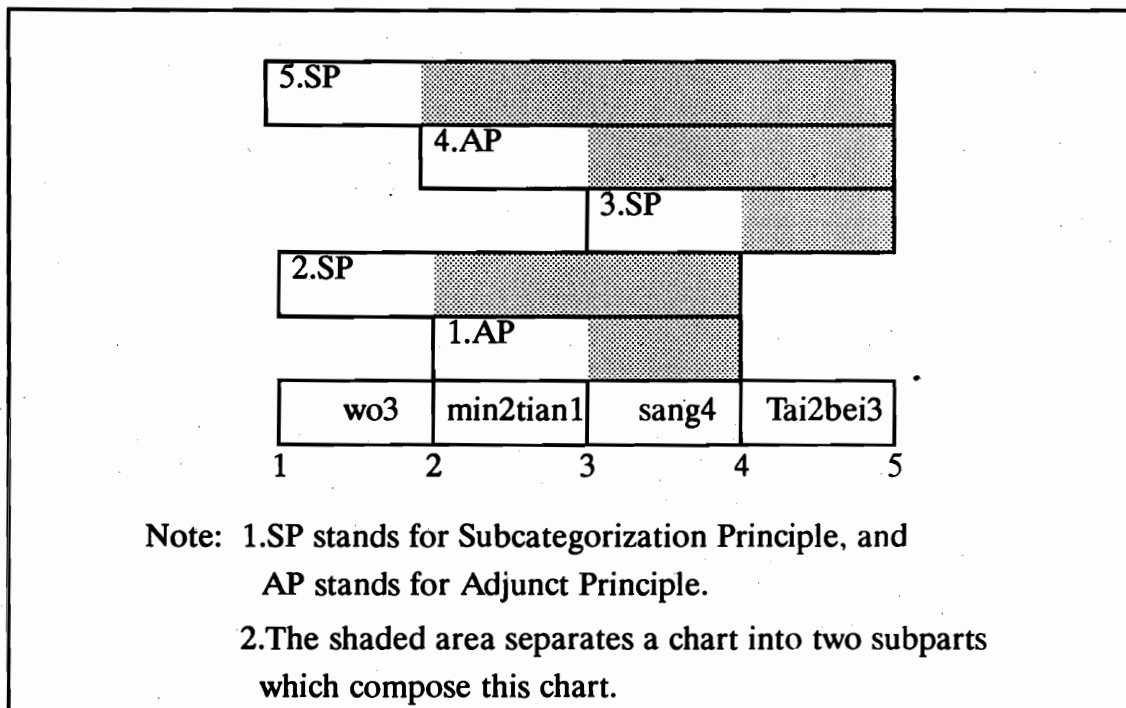 5.SP
4.AP
3.SP
2.SP
1.AP
wo3 min2tian1 sang4 Tai2bei3
1 2 3 4 5
Note: 1.SP stands for Subcategorization Principle, and
AP stands for Adjunct Principle.
2.The shaded area separates a chart into two subparts
which compose this chart.